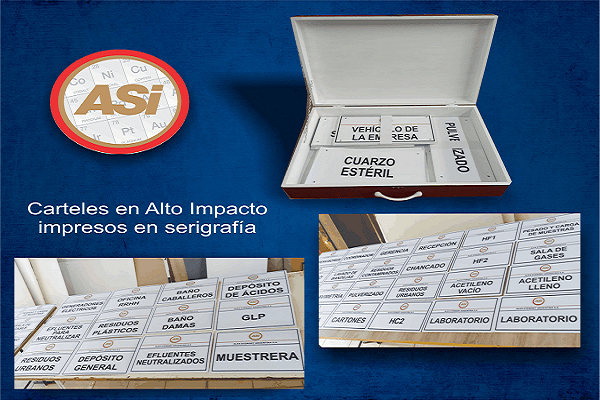 Co Ni Cu
ASi
Ir Pt Au
VEHÍCULO DE
LA EMPRESA
CUARZO
ESTÉRIL
Carteles en Alto Impacto
impresos en serigrafía
GENERADORES
ELÉCTRICOS
OFICINA
RRHH
BAÑO
CABALLEROS
DEPÓSITO
DE ÁCIDOS
EFLUENTES
PARA
NEUTRALIZAR
RESIDUOS
PLÁSTICOS
BAÑO
DAMAS
GLP
RESIDUOS
URBANOS
DEPÓSITO
GENERAL
EFLUENTES
NEUTRALIZADOS
MUESTRERA
COORDINADOR
GERENCIA
RECEPCIÓN
HF1
PESADO Y CARGA
DE MUESTRAS
CHANCADO
HF2
SALA DE
GASES
PULVERIZADO
RESIDUOS
URBANOS
ACETILENO
VACÍO
ACETILENO
LLENO
CARTONES
HC2
LABORATORIO
LABORATORIO